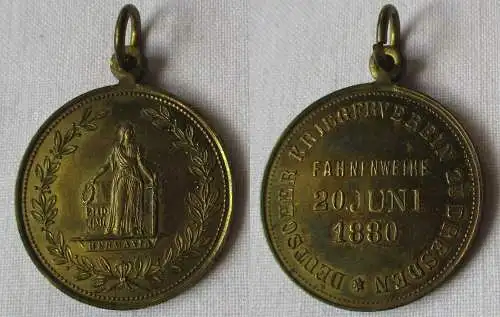 GERMANIA
DEUTSCHER KRIEGERVEREIN ZU DRESDEN
FAHNENWEIHE
20. JUNI
1880